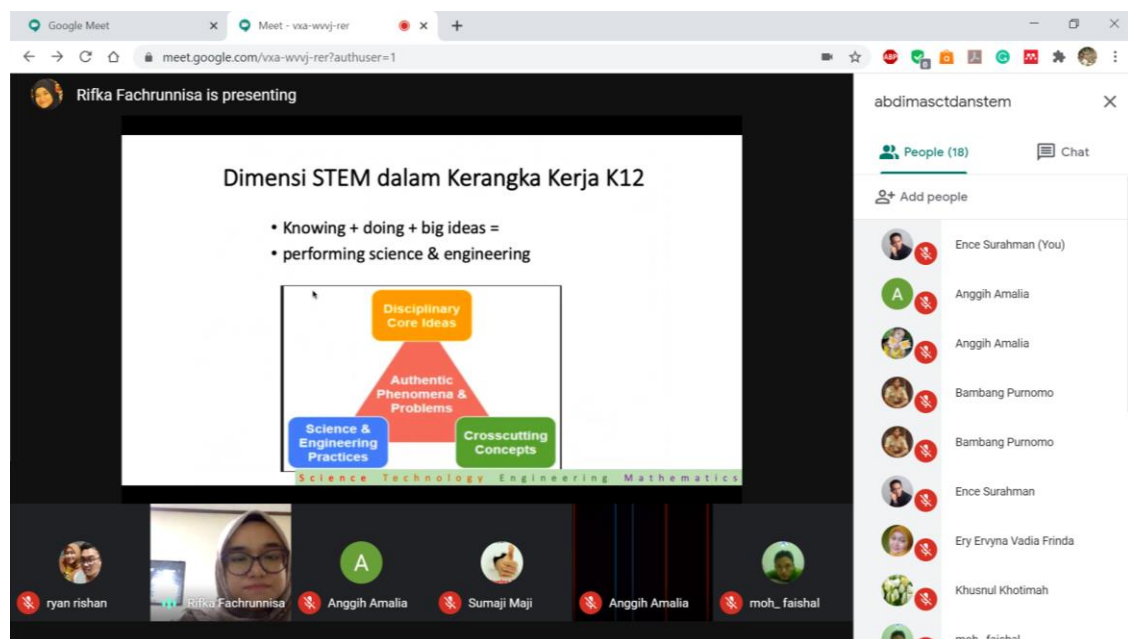 Google Meet
Meet - vxa-wvvj-rer
meet.google.com/vxa-wvvj-rer?authuser=1
Rifka Fachrunnisa is presenting
Dimensi STEM dalam Kerangka Kerja K12
• Knowing + doing + big ideas =
• performing science & engineering
Disciplinary
Core Ideas
Authentic
Phenomena &
Problems
Science &
Engineering
Practices
Crosscutting
Concepts
Science Technology Engineering Mathematics
ryan rishan
Rifka Fachrunnisa
A
Anggih Amalia
Sumaji Maji
Anggih Amalia
moh_ faishal
abdimasctdanstem
People (18)
Chat
Add people
Ence Surahman (You)
A
Anggih Amalia
Anggih Amalia
Bambang Purnomo
Bambang Purnomo
Ence Surahman
Ery Ervyna Vadia Frinda
Khusnul Khotimah
moh_ faishal